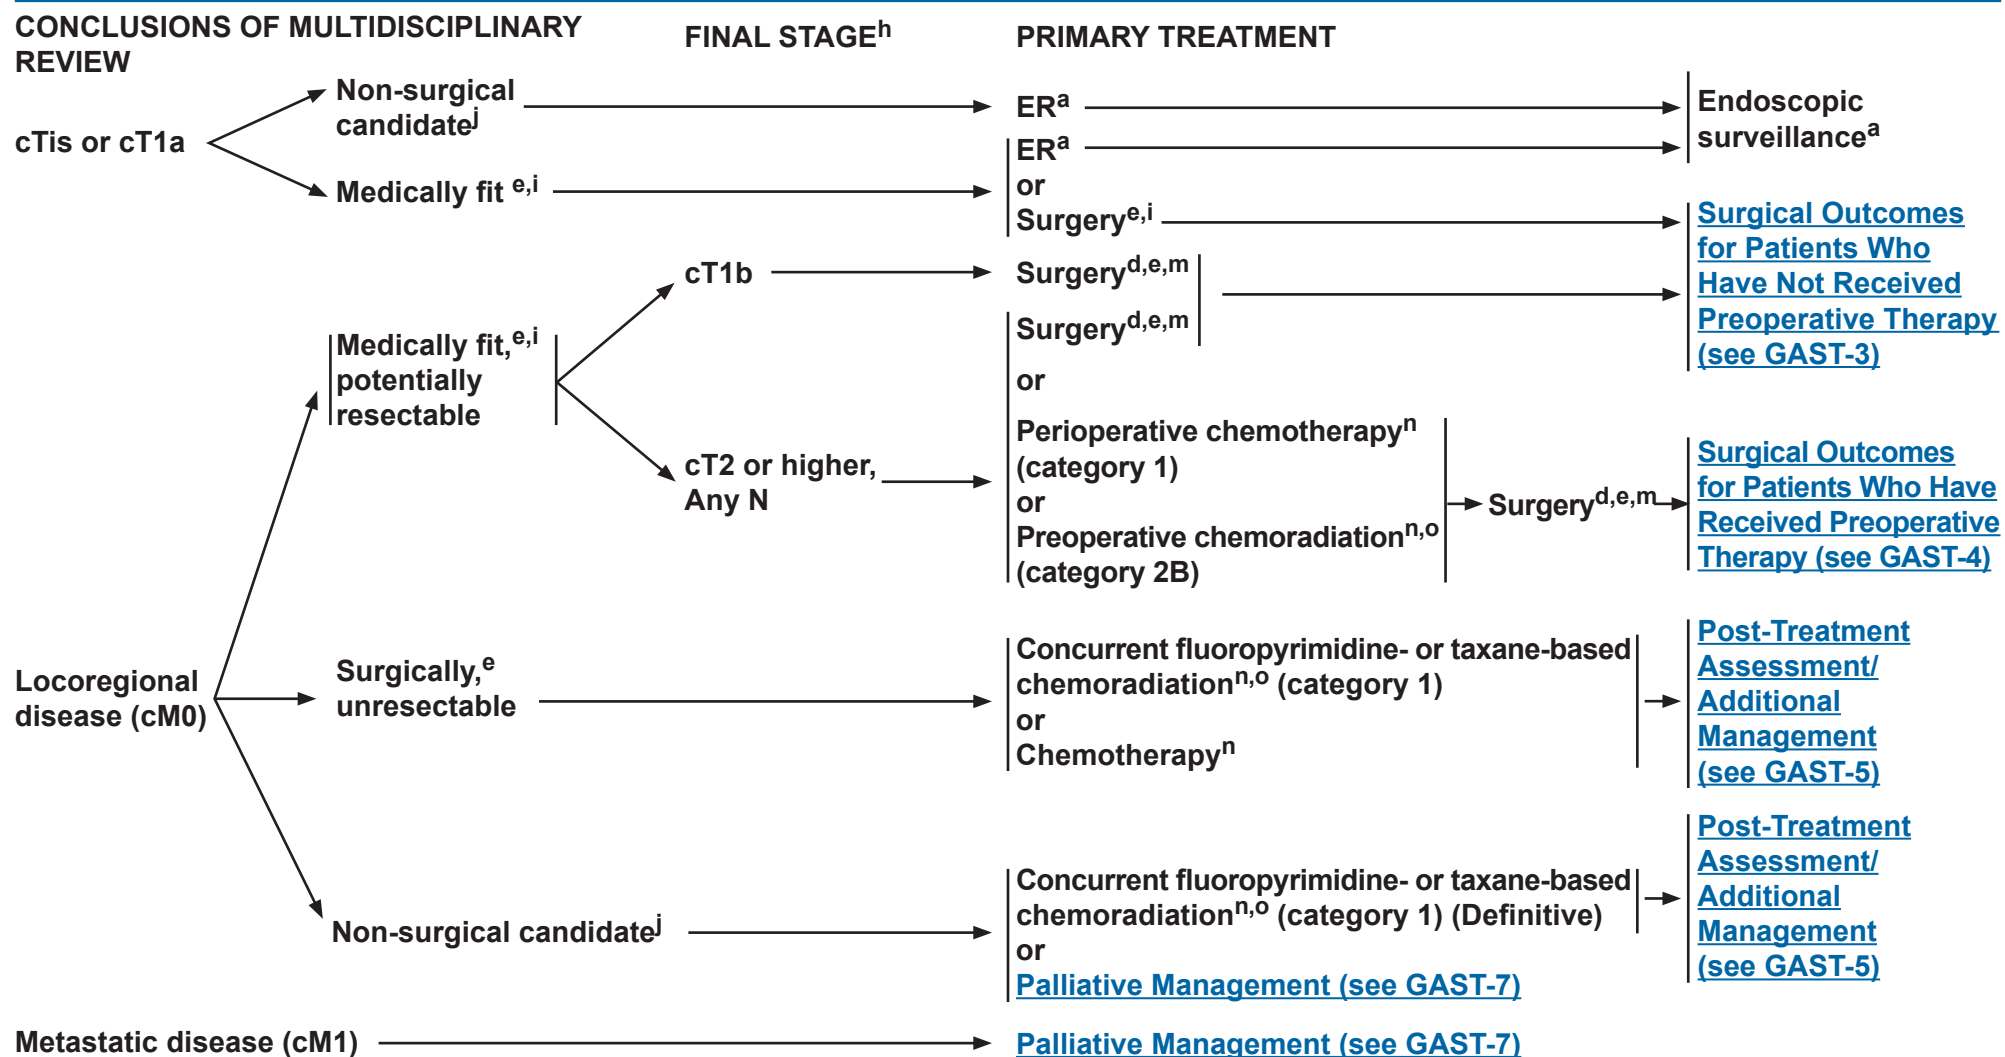 CONCLUSIONS OF MULTIDISCIPLINARY
REVIEW
FINAL STAGEh
PRIMARY TREATMENT
cTis or cT1a
Non-surgical
candidatej
ERa
Endoscopic
surveillancea
Medically fit e,i
ERa
or
Surgerye,i
Surgical Outcomes
for Patients Who
Have Not Received
Preoperative Therapy
(see GAST-3)
Locoregional
disease (cM0)
Medically fit,e,i
potentially
resectable
cT1b
Surgeryd,e,m
cT2 or higher,
Any N
Surgeryd,e,m
or
Perioperative chemotherapyn
(category 1)
or
Preoperative chemoradiationn,o
(category 2B)
Surgeryd,e,m
Surgical Outcomes
for Patients Who Have
Received Preoperative
Therapy (see GAST-4)
Surgically,e
unresectable
Concurrent fluoropyrimidine- or taxane-based
chemoradiationn,o (category 1)
or
Chemotherapyn
Post-Treatment
Assessment/
Additional
Management
(see GAST-5)
Non-surgical candidatej
Concurrent fluoropyrimidine- or taxane-based
chemoradiationn,o (category 1) (Definitive)
or
Palliative Management (see GAST-7)
Post-Treatment
Assessment/
Additional
Management
(see GAST-5)
Metastatic disease (cM1)
Palliative Management (see GAST-7)